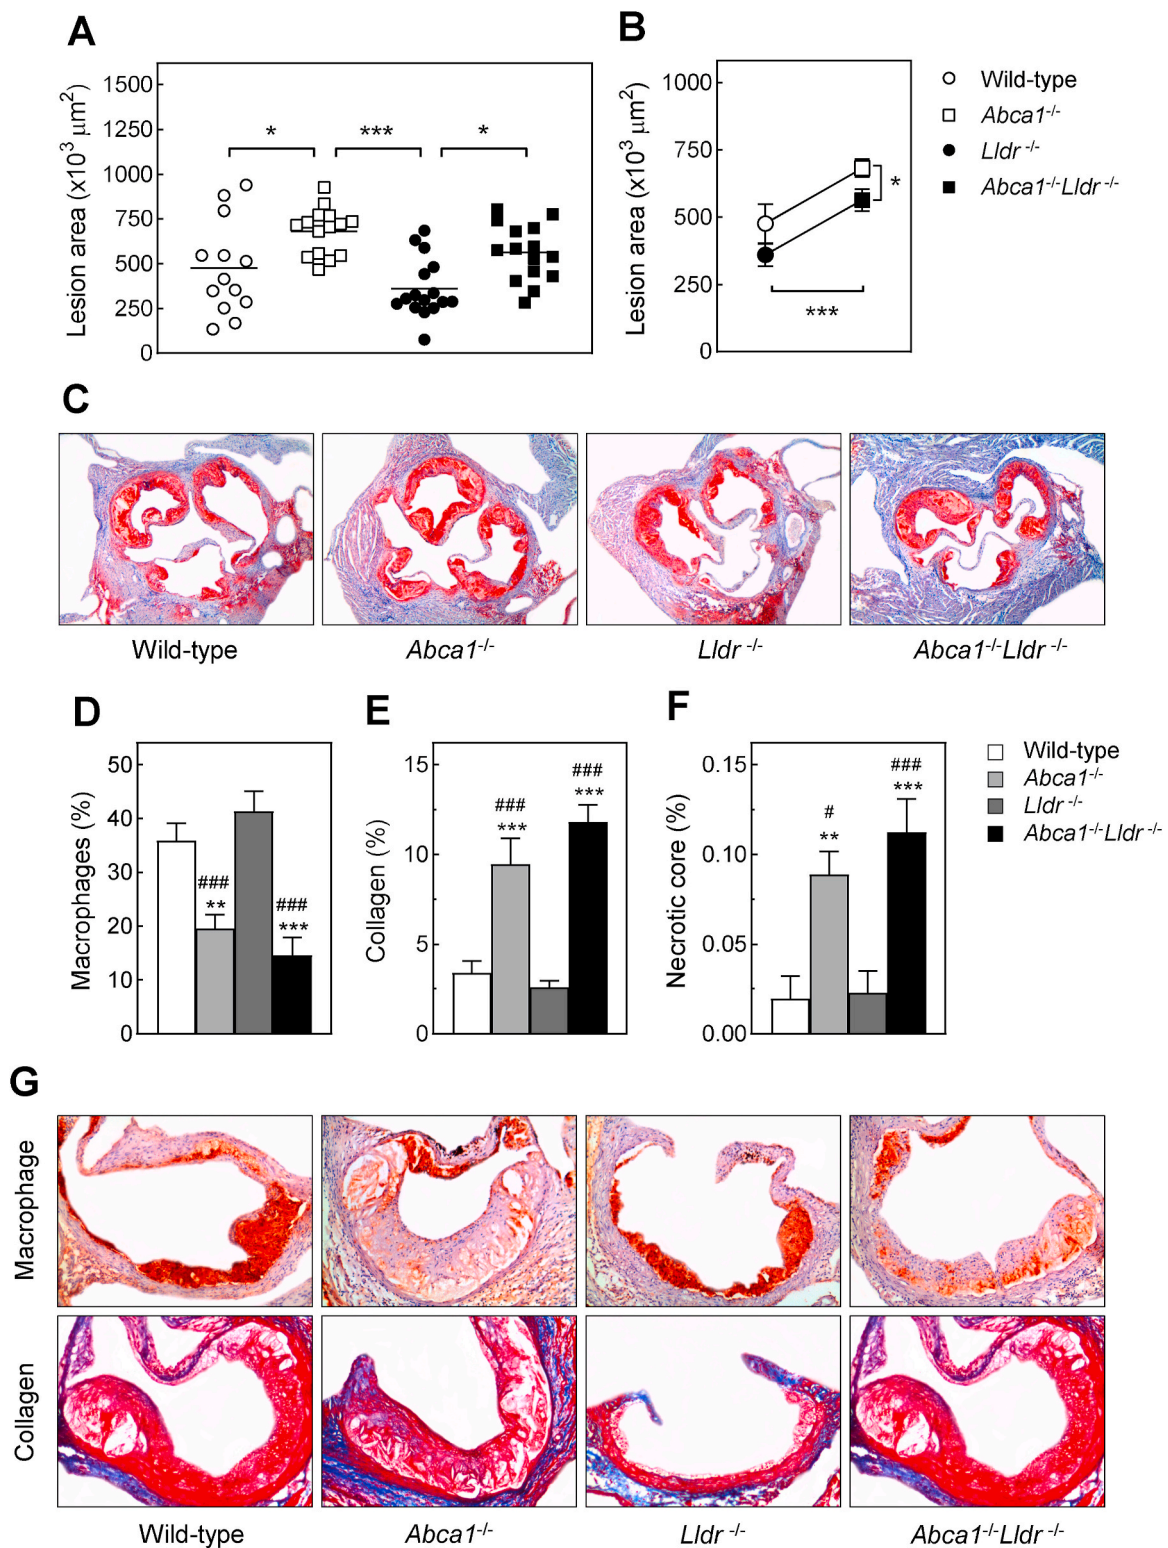 A
Lesion area (x10³ μm²)
1500
1250
1000
750
500
250
0
* *** *
B
Lesion area (x10³ μm²)
1000
750
500
250
0
*
***
Wild-type
Abca1-/-
Lldr -/-
Abca1-/-Lldr -/-
C
Wild-type Abca1-/- Lldr -/- Abca1-/-Lldr -/-
D
Macrophages (%)
50
40
30
20
10
0
###
**
###
***
E
Collagen (%)
15
10
5
0
###
***
###
***
F
Necrotic core (%)
0.15
0.10
0.05
0.00
#
**
###
***
Wild-type
Abca1-/-
Lldr -/-
Abca1-/-Lldr -/-
G
Macrophage
Collagen
Wild-type Abca1-/- Lldr -/- Abca1-/-Lldr -/-